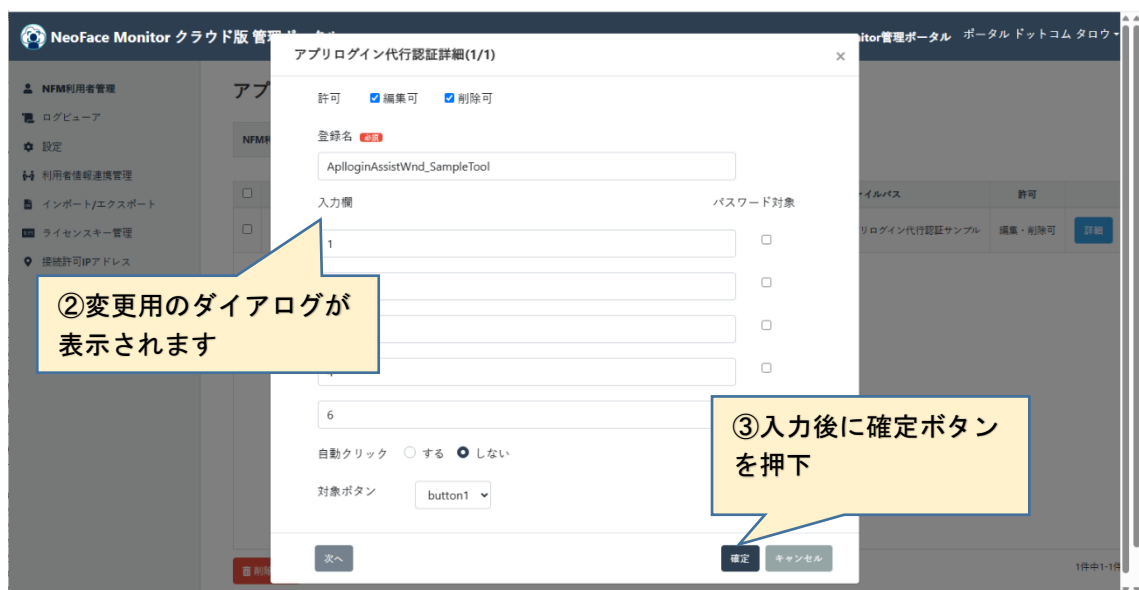 NeoFace Monitor クラウド版 管
itor管理ポータル
ポータル ドットコム タロウ
NFM利用者管理
ログビューア
設定
利用者情報連携管理
インポート/エクスポート
ライセンスキー管理
接続許可IPアドレス
アプ
NFM利
アプリログイン代行認証詳細(1/1)
×
許可 編集可 削除可
登録名 必須
AplloginAssistWnd_SampleTool
入力欄 パスワード対象
1
6
自動クリック する しない
対象ボタン button1
次へ 確定 キャンセル
イルパス 許可
リログイン代行認証サンプル 編集・削除可 詳細
②変更用のダイアログが
表示されます
③入力後に確定ボタン
を押下
削除
1件中1-1件